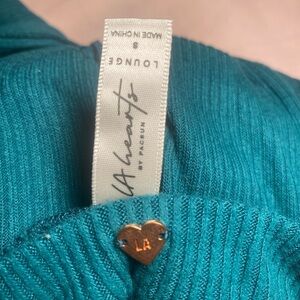 LA hearts
BY PACSUN
LOUNGE
S
MADE IN CHINA
LA